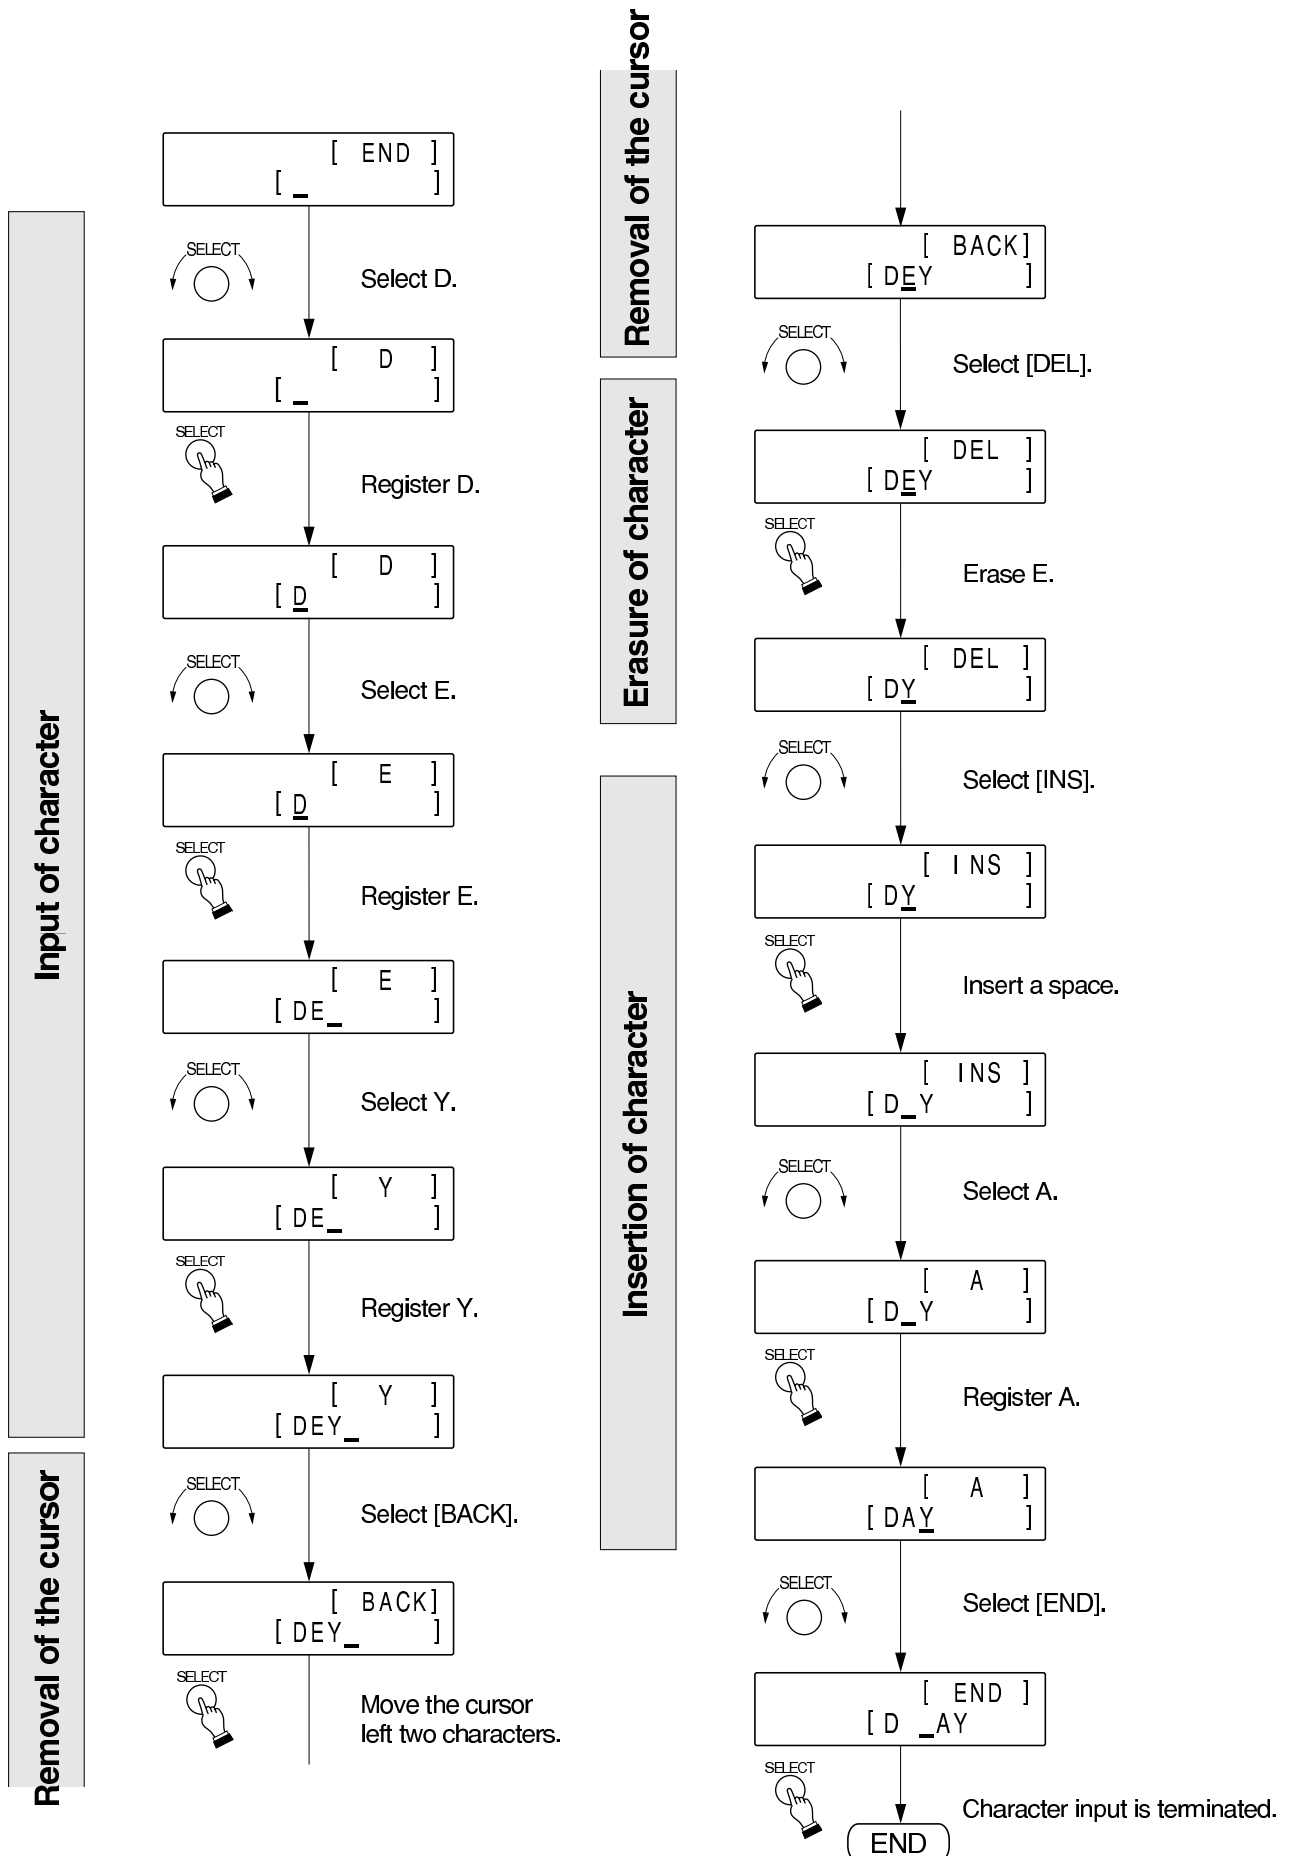 Input of character
[ END ]
[ _ ]
SELECT
Select D.
[ D ]
[ _ ]
SELECT
Register D.
[ D ]
[ D ]
SELECT
Select E.
[ E ]
[ D ]
SELECT
Register E.
[ E ]
[ DE_ ]
SELECT
Select Y.
[ Y ]
[ DE_ ]
SELECT
Register Y.
[ Y ]
[ DEY_ ]
Removal of the cursor
SELECT
Select [BACK].
[ BACK]
[ DEY_ ]
SELECT
Move the cursor
left two characters.
Removal of the cursor
[ BACK]
[ DEY ]
SELECT
Select [DEL].
Erasure of character
[ DEL ]
[ DEY ]
SELECT
Erase E.
[ DEL ]
[ DY ]
SELECT
Select [INS].
Insertion of character
[ INS ]
[ DY ]
SELECT
Insert a space.
[ INS ]
[ D_Y ]
SELECT
Select A.
[ A ]
[ D_Y ]
SELECT
Register A.
[ A ]
[ DAY ]
SELECT
Select [END].
[ END ]
[ D _AY
SELECT
Character input is terminated.
END